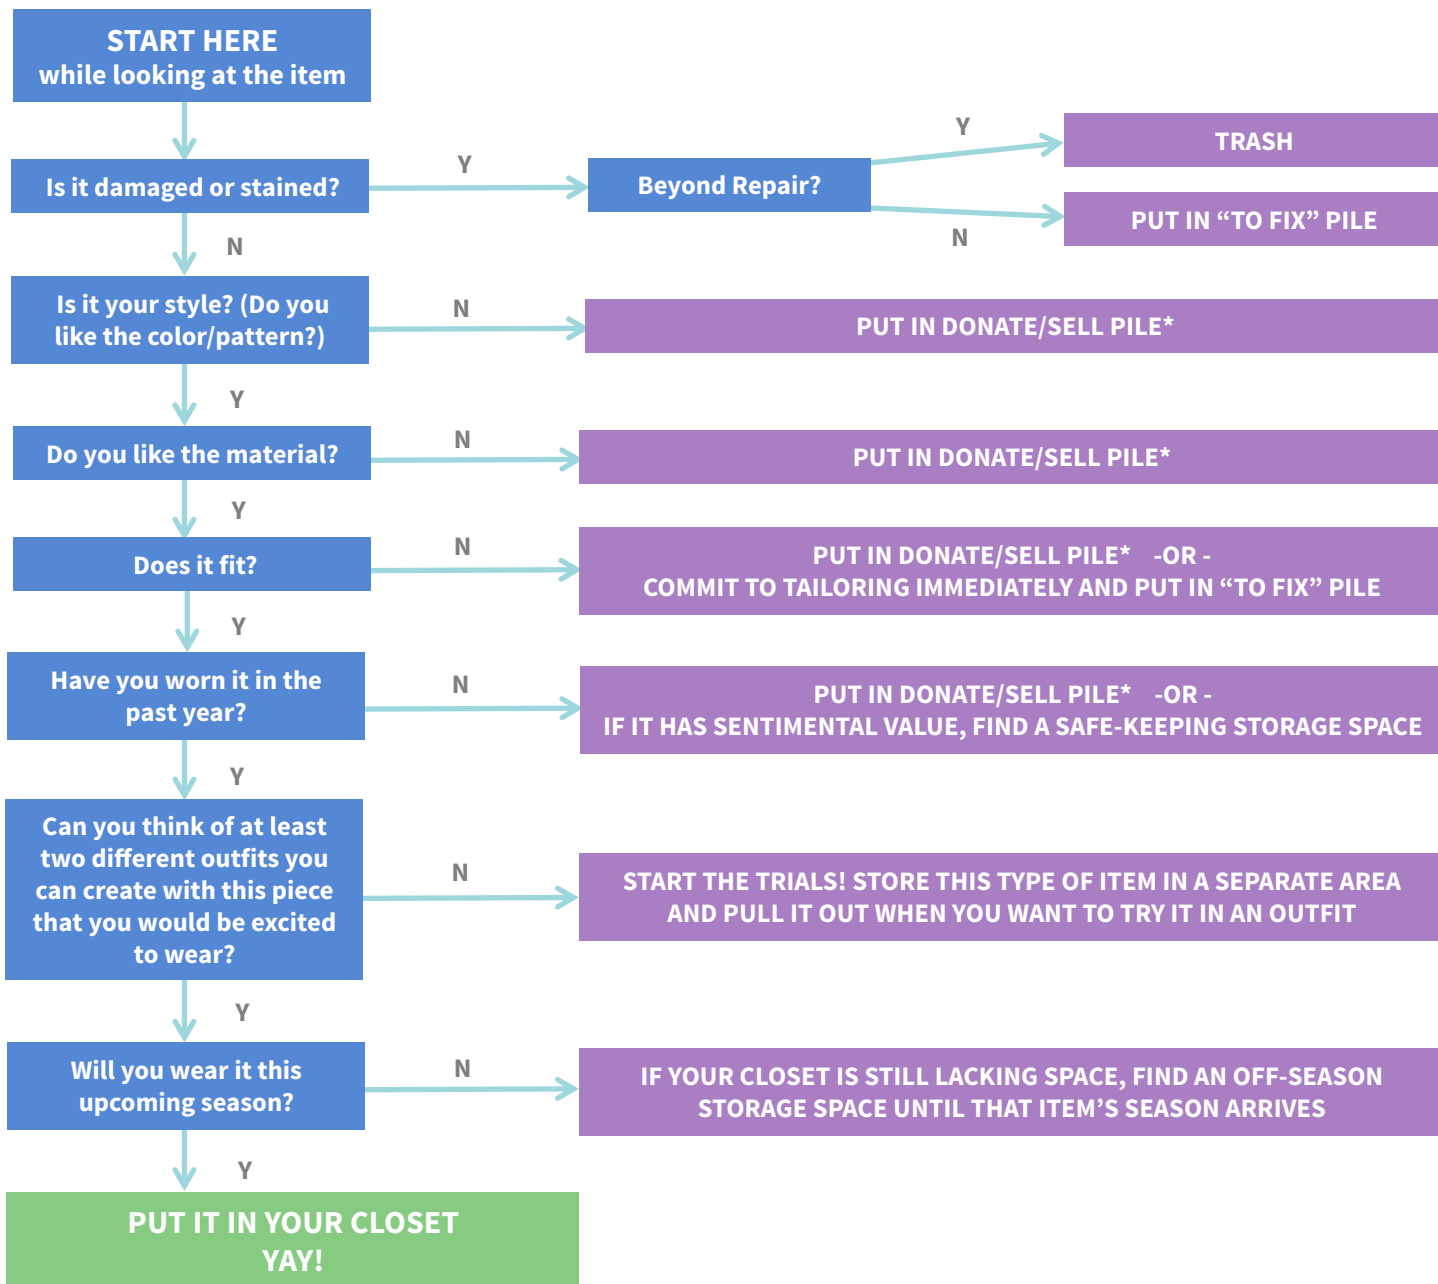 START HERE
while looking at the item
Y
TRASH
Is it damaged or stained?
Y
Beyond Repair?
PUT IN “TO FIX” PILE
N
N
Is it your style? (Do you
like the color/pattern?)
N
PUT IN DONATE/SELL PILE*
Y
Do you like the material?
N
PUT IN DONATE/SELL PILE*
Y
Does it fit?
N
PUT IN DONATE/SELL PILE* -OR -
COMMIT TO TAILORING IMMEDIATELY AND PUT IN “TO FIX” PILE
Y
Have you worn it in the
past year?
N
PUT IN DONATE/SELL PILE* -OR -
IF IT HAS SENTIMENTAL VALUE, FIND A SAFE-KEEPING STORAGE SPACE
Y
Can you think of at least
two different outfits you
can create with this piece
that you would be excited
to wear?
N
START THE TRIALS! STORE THIS TYPE OF ITEM IN A SEPARATE AREA
AND PULL IT OUT WHEN YOU WANT TO TRY IT IN AN OUTFIT
Y
Will you wear it this
upcoming season?
N
IF YOUR CLOSET IS STILL LACKING SPACE, FIND AN OFF-SEASON
STORAGE SPACE UNTIL THAT ITEM’S SEASON ARRIVES
Y
PUT IT IN YOUR CLOSET
YAY!